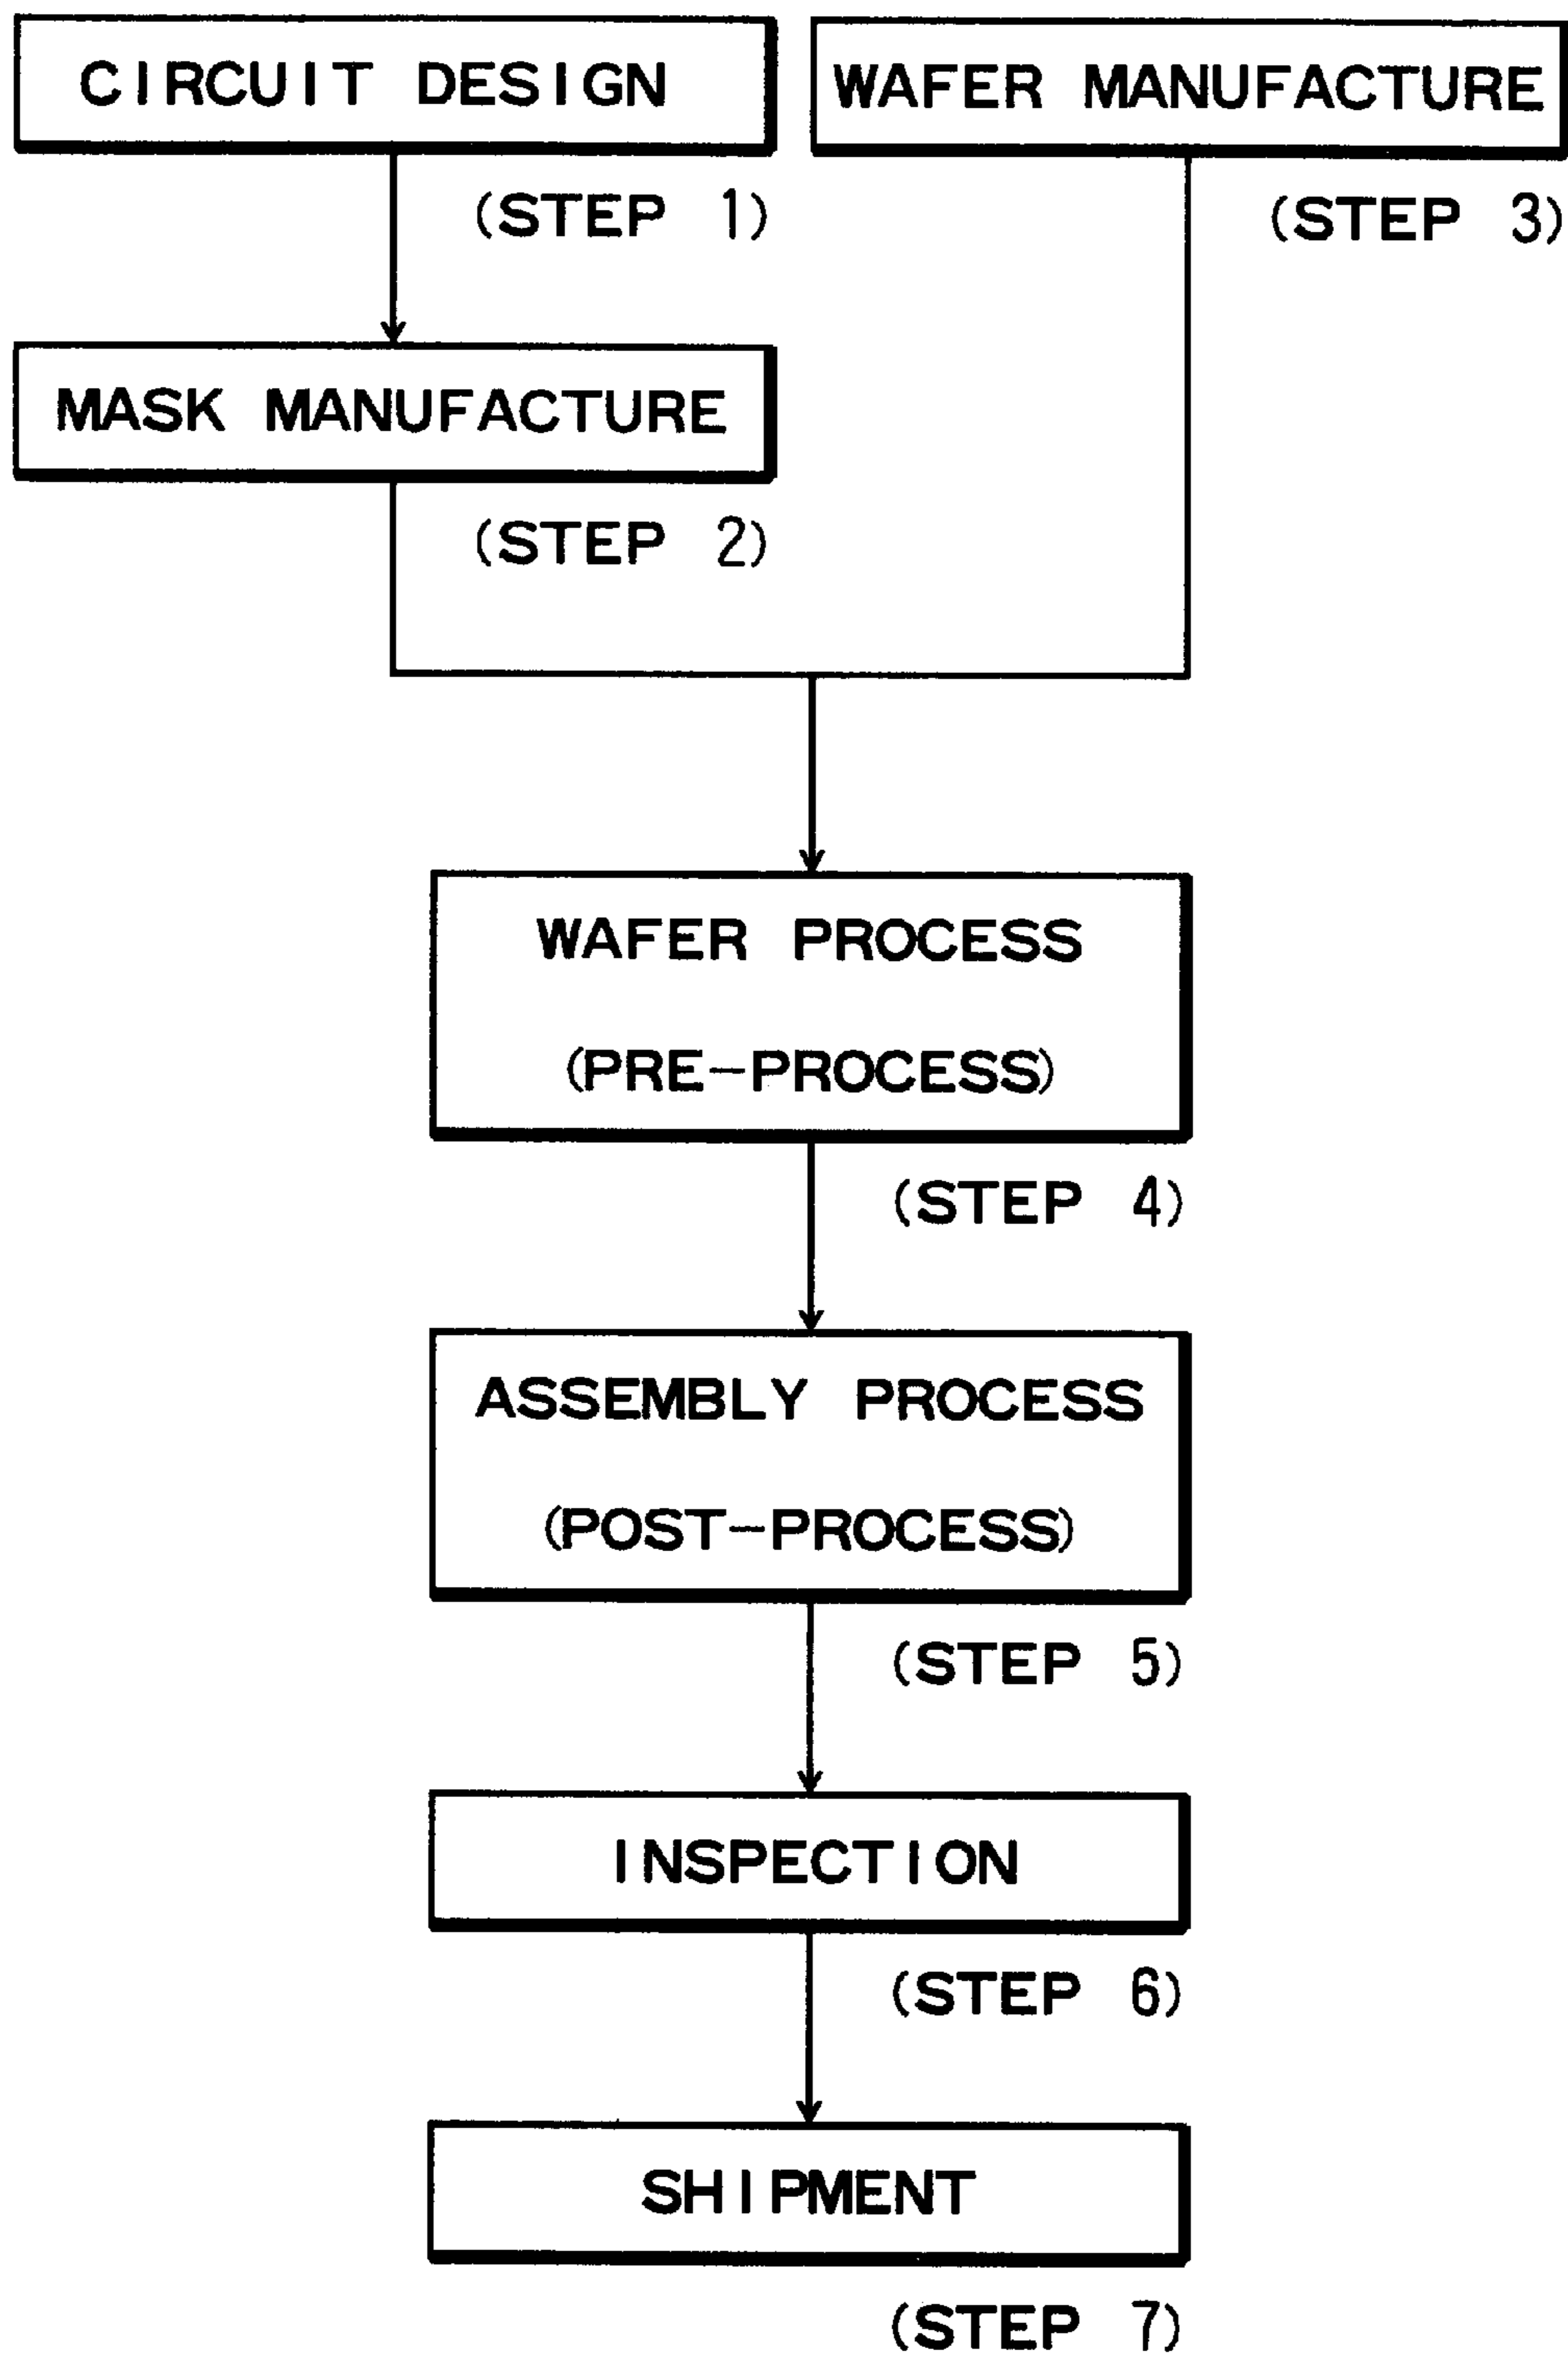 CIRCUIT DESIGN
(STEP 1)
WAFER MANUFACTURE
(STEP 3)
MASK MANUFACTURE
(STEP 2)
WAFER PROCESS
(PRE-PROCESS)
(STEP 4)
ASSEMBLY PROCESS
(POST-PROCESS)
(STEP 5)
INSPECTION
(STEP 6)
SHIPMENT
(STEP 7)